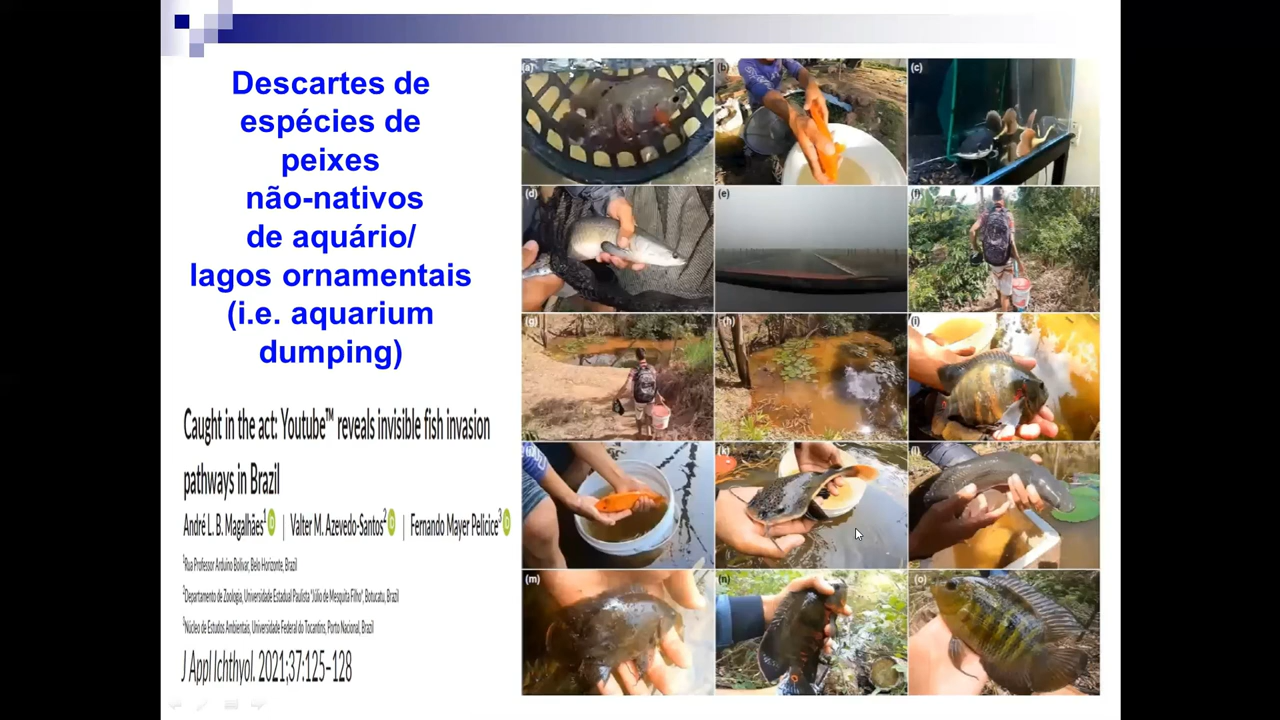 Descartes de
espécies de
peixes
não-nativos
de aquário/
lagos ornamentais
(i.e. aquarium
dumping)
Caught in the act: Youtube™ reveals invisible fish invasion
pathways in Brazil
André L. B. Magalhães¹ | Valter M. Azevedo-Santos² | Fernando Mayer Pelicice³
¹Rua Professor Arduino Bolivar, Belo Horizonte, Brazil
²Departamento de Zoologia, Universidade Estadual Paulista "Júlio de Mesquita Filho", Botucatu, Brazil
³Núcleo de Estudos Ambientais, Universidade Federal do Tocantins, Porto Nacional, Brazil
J Appl Ichthyol. 2021;37:125–128
(a) (b) (c)
(d) (e) (f)
(g) (h) (i)
(k) (l)
(m) (n) (o)